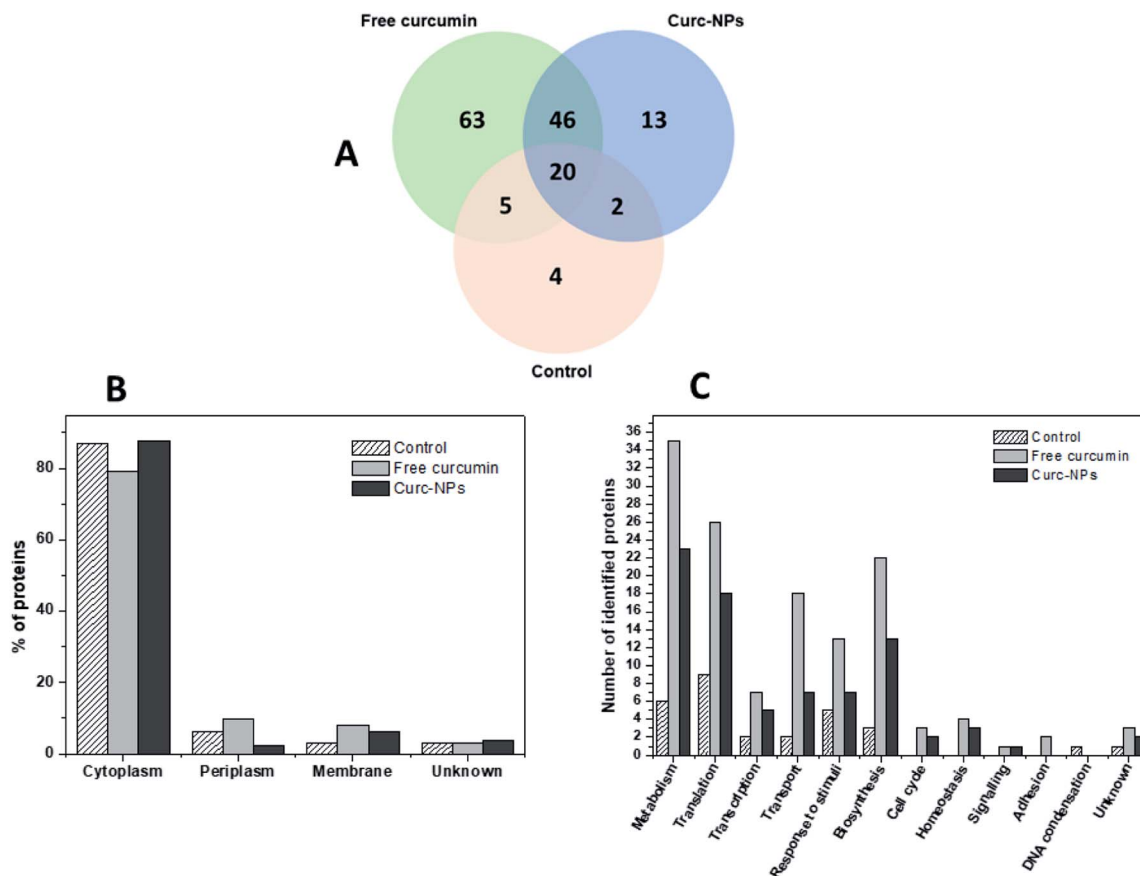 Free curcumin
Curc-NPs
63
46
13
A
20
5
2
4
Control
B
% of proteins
80
60
40
20
0
Control
Free curcumin
Curc-NPs
Cytoplasm
Periplasm
Membrane
Unknown
C
Number of identified proteins
36
34
32
30
28
26
24
22
20
18
16
14
12
10
8
6
4
2
0
Control
Free curcumin
Curc-NPs
Metabolism
Translation
Transcription
Transport
Response to stimuli
Biosynthesis
Cell cycle
Homeostasis
Signalling
Adhesion
DNA condensation
Unknown